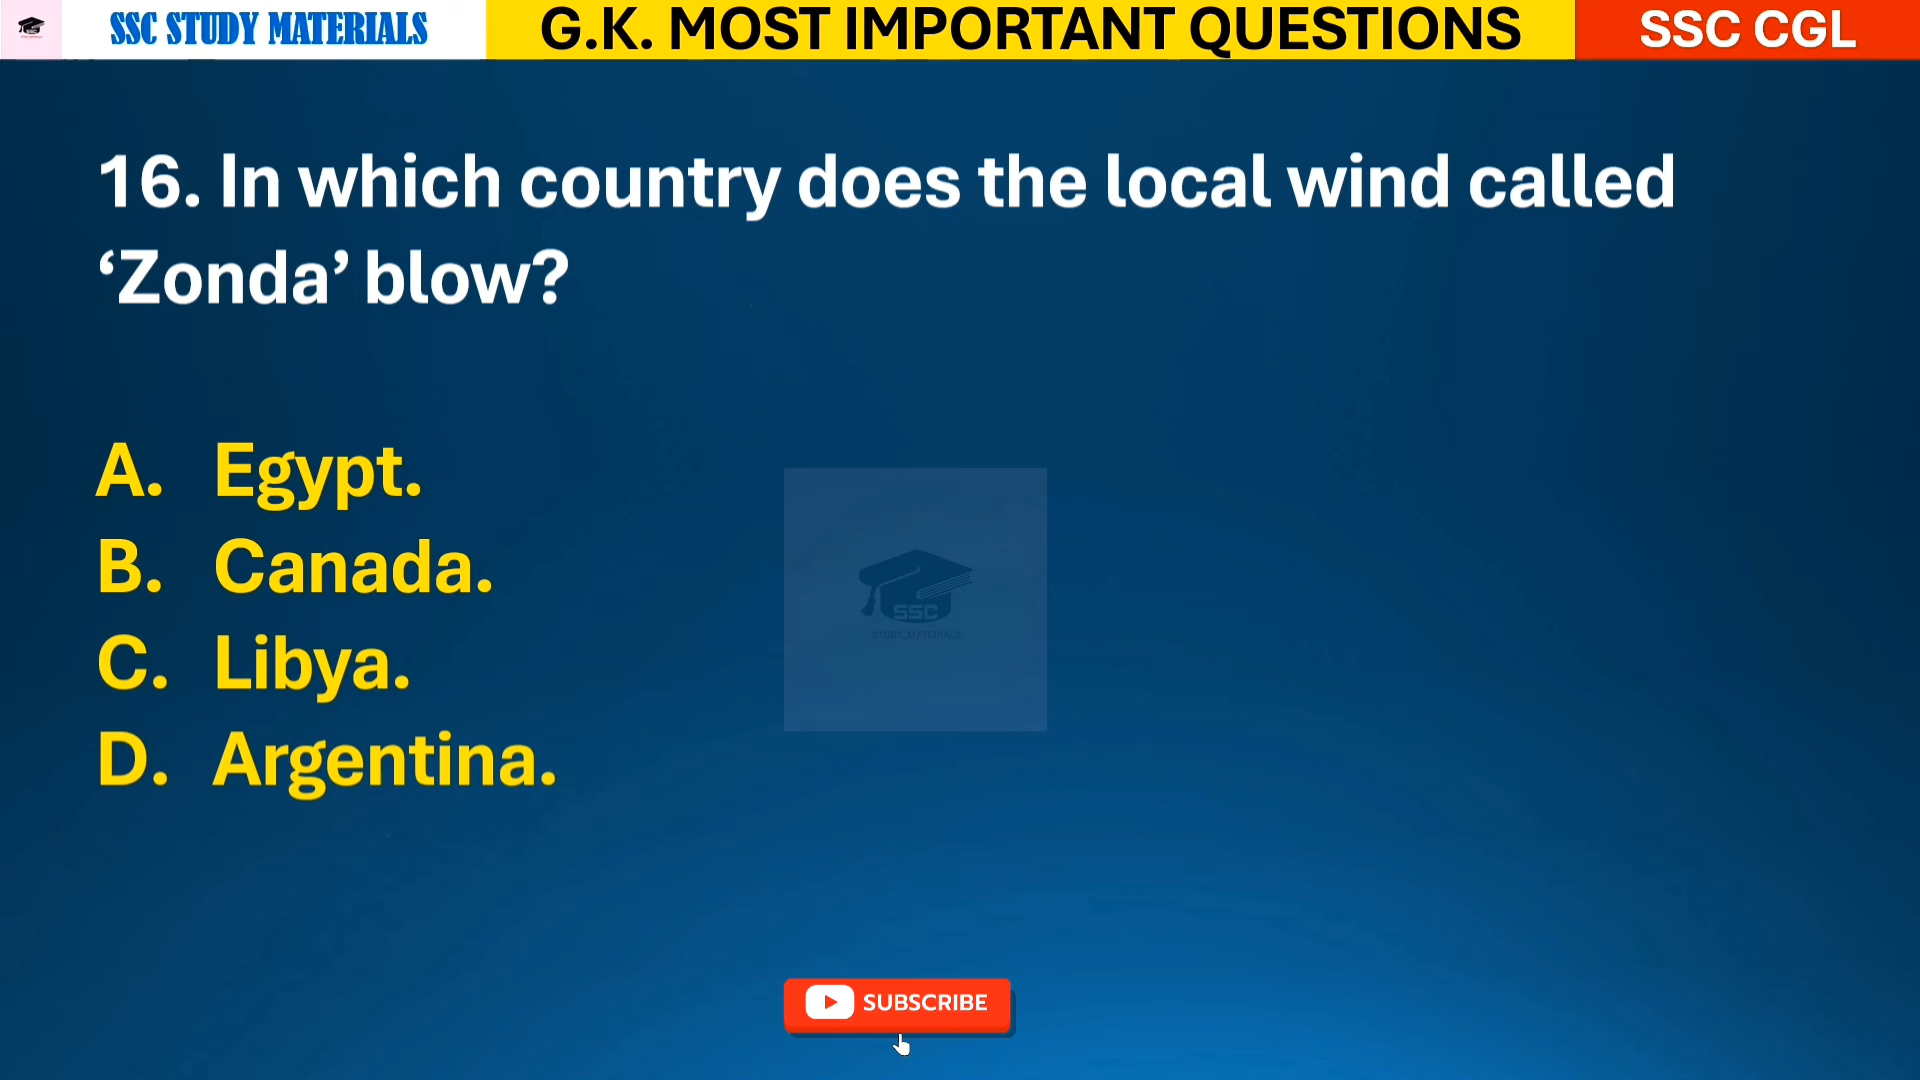 SSC STUDY MATERIALS
G.K. MOST IMPORTANT QUESTIONS
SSC CGL
16. In which country does the local wind called
‘Zonda’ blow?
A. Egypt.
B. Canada.
C. Libya.
D. Argentina.
SSC
STUDY_MATERIALS
SUBSCRIBE